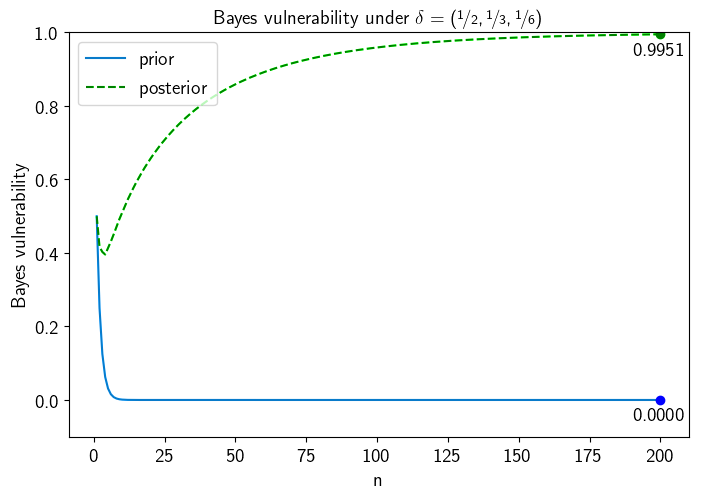 Bayes vulnerability under δ = (1/2, 1/3, 1/6)
1.0
0.8
0.6
0.4
0.2
0.0
Bayes vulnerability
prior
posterior
0.9951
0.0000
0 25 50 75 100 125 150 175 200
n